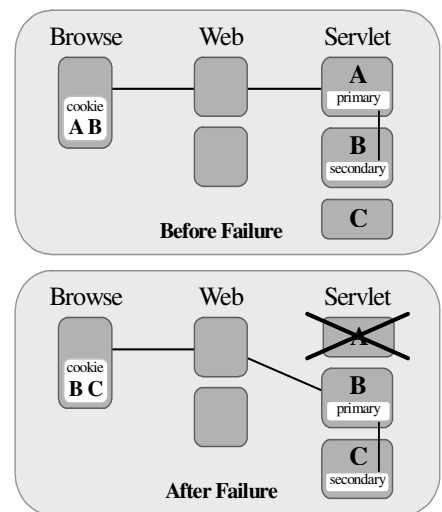 Browse Web Servlet
A
primary
cookie
A B
B
secondary
C
Before Failure
Browse Web Servlet
A
cookie
B C
B
primary
C
secondary
After Failure